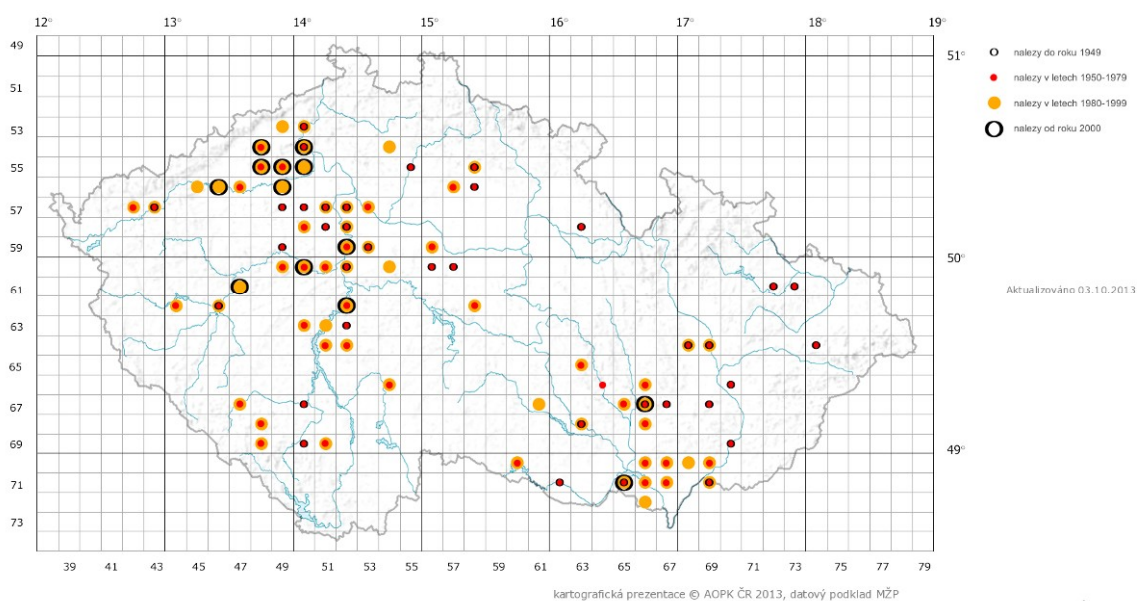 12° 13° 14° 15° 16° 17° 18° 19°
49 51°
51
53
55
57
59 50°
61
63
65
67
69 49°
71
73
39 41 43 45 47 49 51 53 55 57 59 61 63 65 67 69 71 73 75 77 79
nalezy do roku 1949
nalezy v letech 1950-1979
nalezy v letech 1980-1999
nalezy od roku 2000
Aktualizováno 03.10.2013
kartografická prezentace © AOPK ČR 2013, datový podklad MŽP